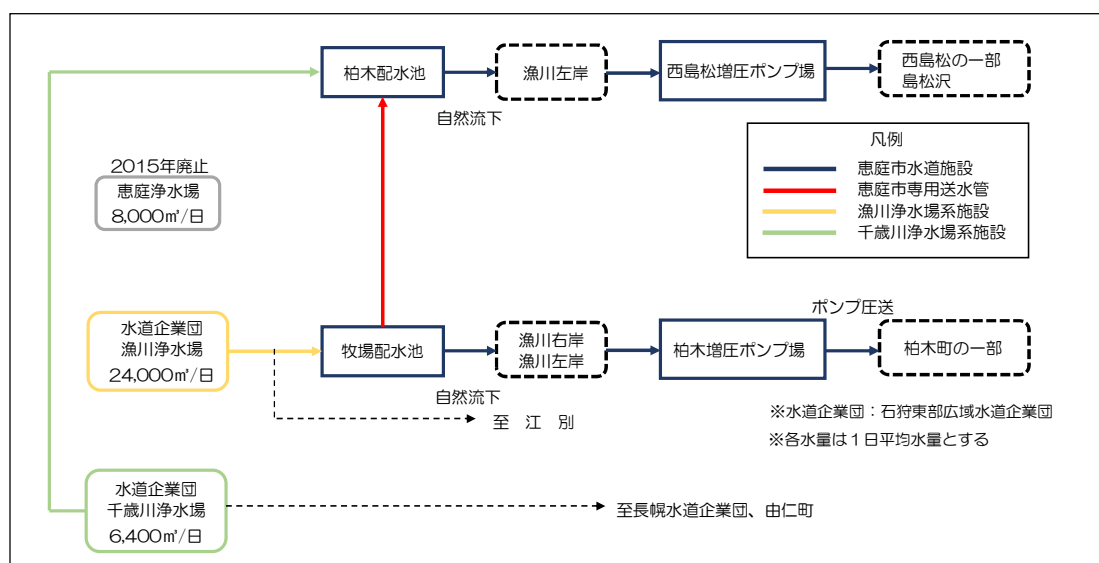 柏木配水池
漁川左岸
西島松増圧ポンプ場
西島松の一部
島松沢
自然流下
凡例
恵庭市水道施設
恵庭市専用送水管
漁川浄水場系施設
千歳川浄水場系施設
2015年廃止
恵庭浄水場
8,000㎥/日
水道企業団
漁川浄水場
24,000㎥/日
牧場配水池
漁川右岸
漁川左岸
柏木増圧ポンプ場
ポンプ圧送
柏木町の一部
自然流下
至 江 別
※水道企業団：石狩東部広域水道企業団
※各水量は１日平均水量とする
水道企業団
千歳川浄水場
6,400㎥/日
至長幌水道企業団、由仁町